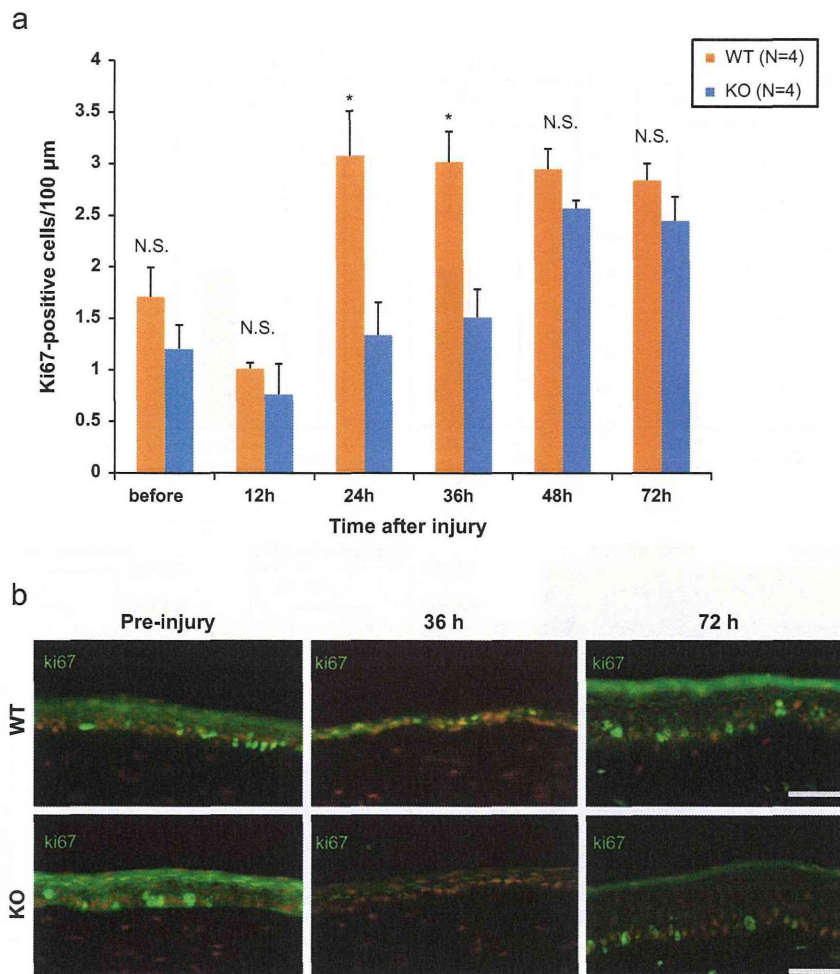 a
4
3.5
3
2.5
2
1.5
1
0.5
0
Ki67-positive cells/100 µm
WT (N=4)
KO (N=4)
N.S.
N.S.
*
*
N.S.
N.S.
before 12h 24h 36h 48h 72h
Time after injury
b
Pre-injury 36 h 72 h
WT
ki67 ki67 ki67
KO
ki67 ki67 ki67